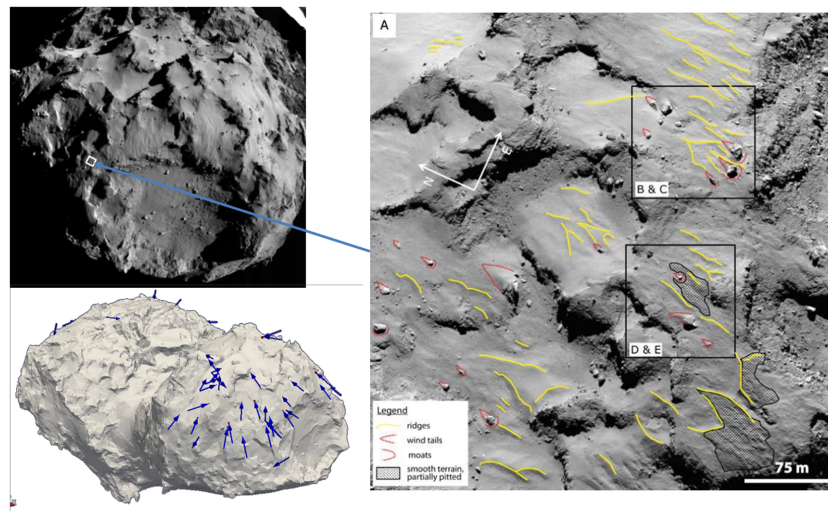 A
N
E
B & C
D & E
Legend
ridges
wind tails
moats
smooth terrain,
partially pitted
75 m